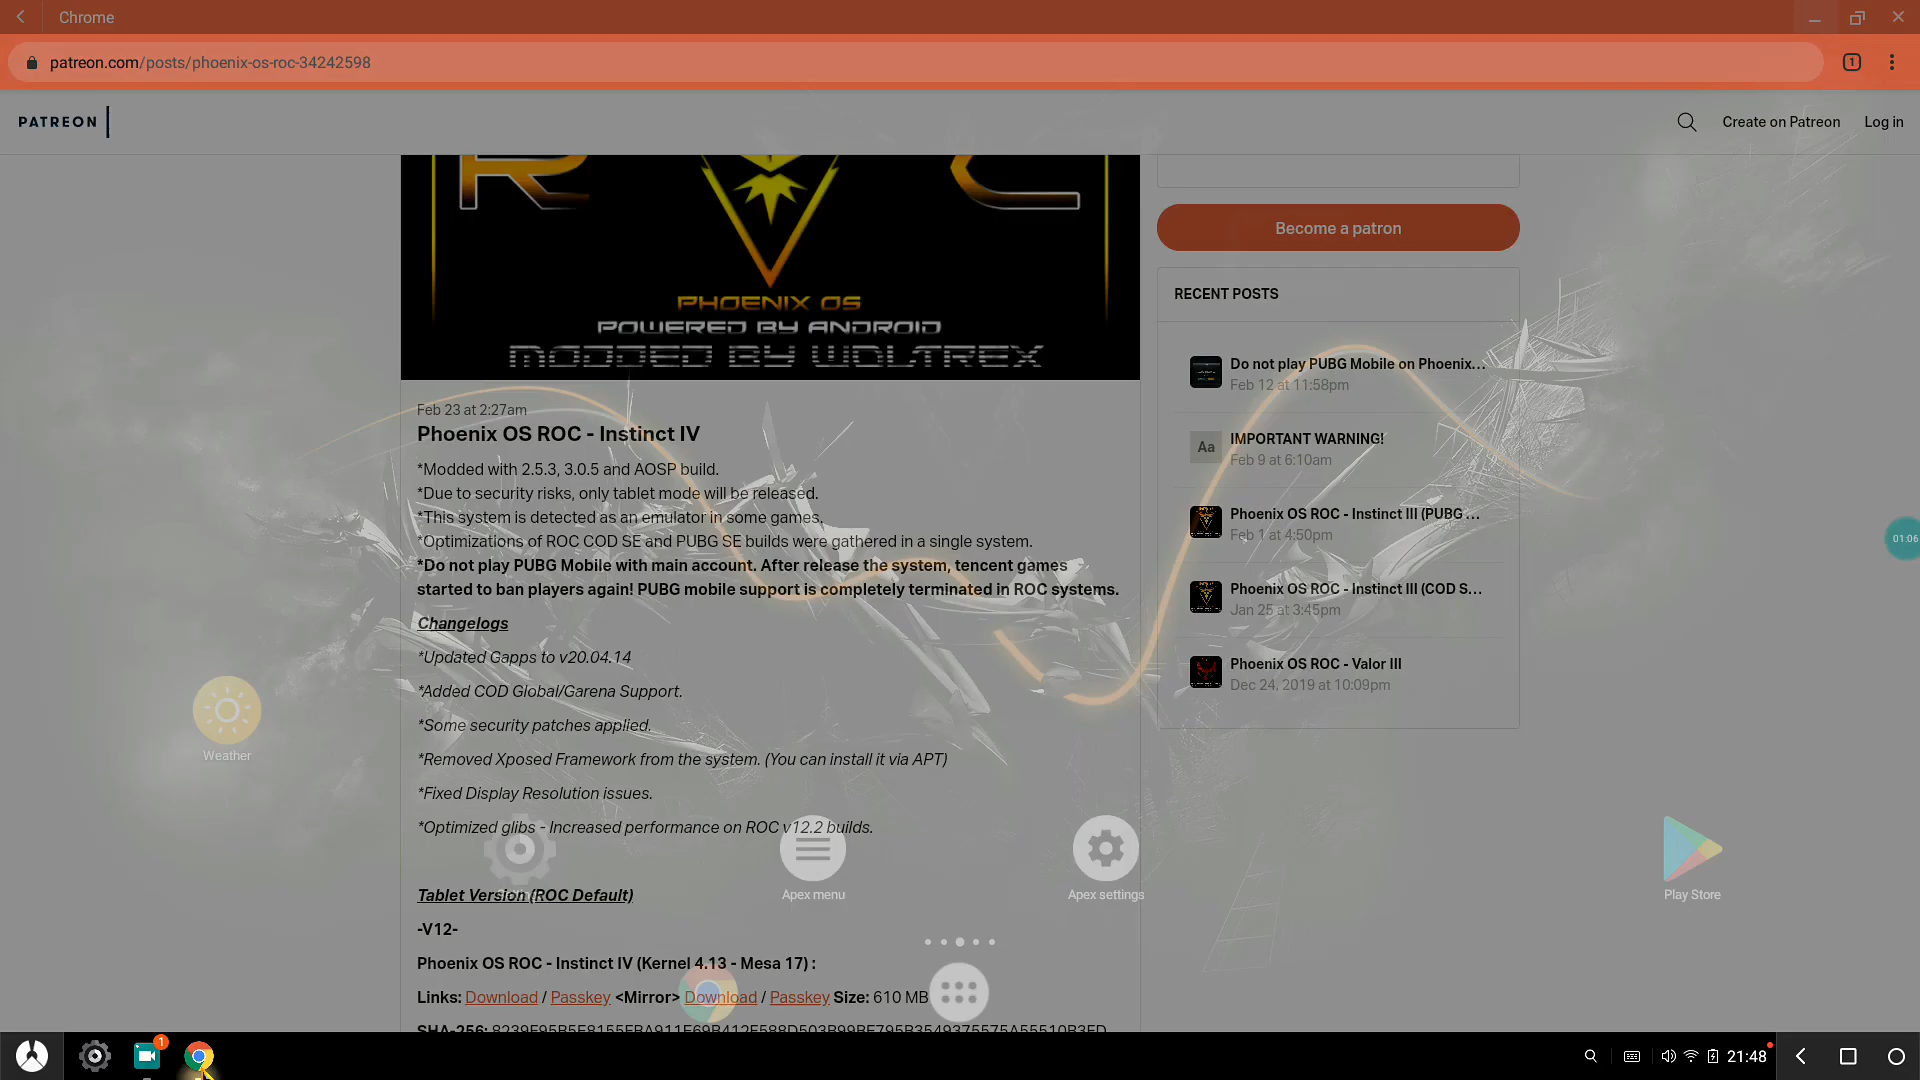 Chrome
patreon.com/posts/phoenix-os-roc-34242598
1
PATREON
Create on Patreon
Log in
R C
PHOENIX OS
POWERED BY ANDROID
MODDED BY WOLTREX
Become a patron
RECENT POSTS
Do not play PUBG Mobile on Phoenix...
Feb 12 at 11:58pm
Aa
IMPORTANT WARNING!
Feb 9 at 6:10am
Phoenix OS ROC - Instinct III (PUBG ...
Feb 1 at 4:50pm
Phoenix OS ROC - Instinct III (COD S...
Jan 25 at 3:45pm
Phoenix OS ROC - Valor III
Dec 24, 2019 at 10:09pm
01:06
Feb 23 at 2:27am
Phoenix OS ROC - Instinct IV
*Modded with 2.5.3, 3.0.5 and AOSP build.
*Due to security risks, only tablet mode will be released.
*This system is detected as an emulator in some games.
*Optimizations of ROC COD SE and PUBG SE builds were gathered in a single system.
*Do not play PUBG Mobile with main account. After release the system, tencent games
started to ban players again! PUBG mobile support is completely terminated in ROC systems.
Changelogs
*Updated Gapps to v20.04.14
*Added COD Global/Garena Support.
*Some security patches applied.
*Removed Xposed Framework from the system. (You can install it via APT)
*Fixed Display Resolution issues.
*Optimized glibs - Increased performance on ROC v12.2 builds.
Weather
Apex menu
Apex settings
Play Store
Tablet Version (ROC Default)
-V12-
Phoenix OS ROC - Instinct IV (Kernel 4.13 - Mesa 17) :
Links: Download / Passkey <Mirror> Download / Passkey Size: 610 MB
SHA-256:
1
21:48